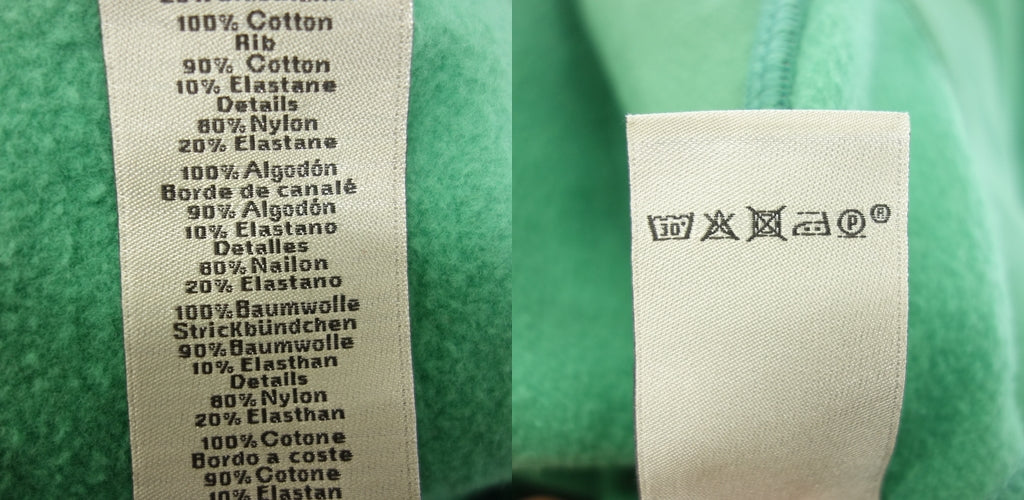 100% Cotton
Rib
90% Cotton
10% Elastane
Details
80% Nylon
20% Elastane
100% Algodón
Borde de canalé
90% Algodón
10% Elastano
Detalles
80% Nailon
20% Elastano
100% Baumwolle
Strickbündchen
90% Baumwolle
10% Elasthan
Details
80% Nylon
20% Elasthan
100% Cotone
Bordo a coste
90% Cotone
10% Elastan
30°
P
®